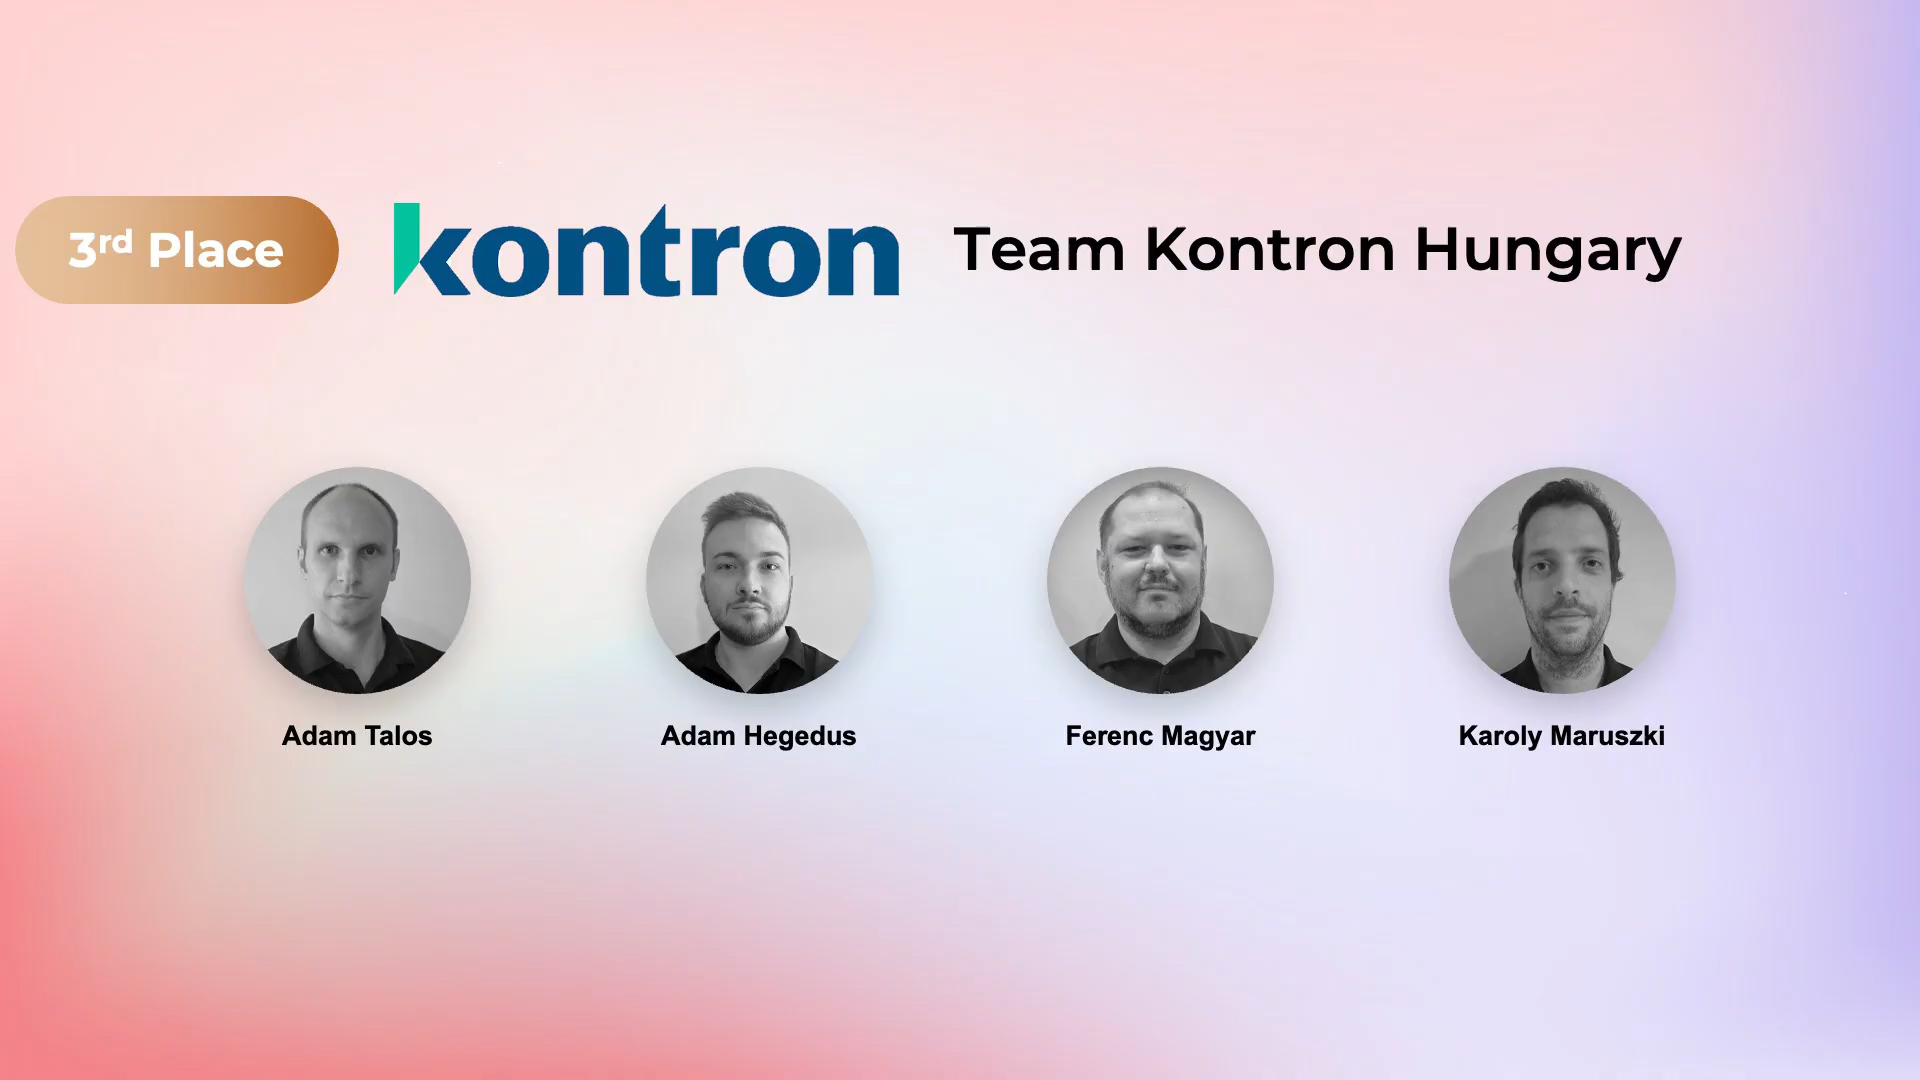 3rd Place
kontron
Team Kontron Hungary
Adam Talos
Adam Hegedus
Ferenc Magyar
Karoly Maruszki